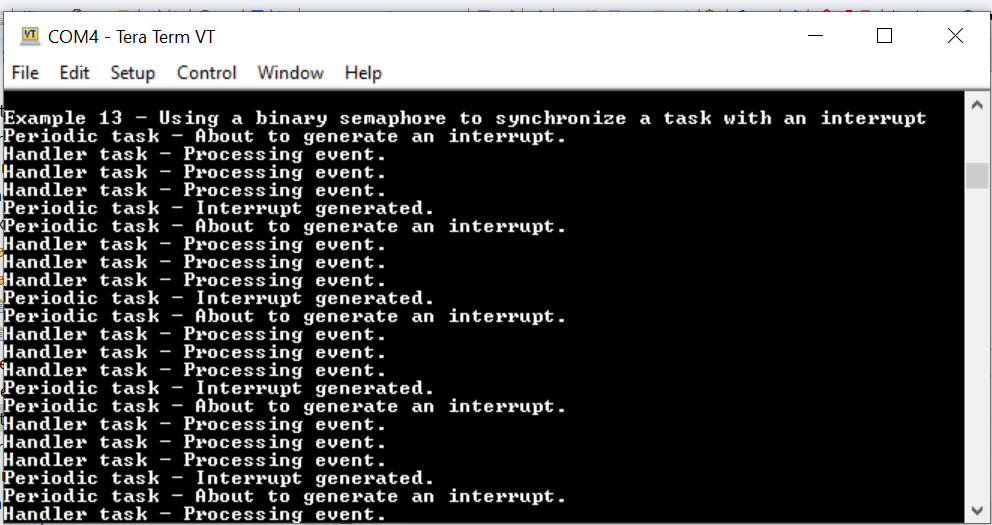 COM4 - Tera Term VT
File Edit Setup Control Window Help
Example 13 - Using a binary semaphore to synchronize a task with an interrupt
Periodic task - About to generate an interrupt.
Handler task - Processing event.
Handler task - Processing event.
Handler task - Processing event.
Periodic task - Interrupt generated.
Periodic task - About to generate an interrupt.
Handler task - Processing event.
Handler task - Processing event.
Handler task - Processing event.
Periodic task - Interrupt generated.
Periodic task - About to generate an interrupt.
Handler task - Processing event.
Handler task - Processing event.
Handler task - Processing event.
Periodic task - Interrupt generated.
Periodic task - About to generate an interrupt.
Handler task - Processing event.
Handler task - Processing event.
Handler task - Processing event.
Periodic task - Interrupt generated.
Periodic task - About to generate an interrupt.
Handler task - Processing event.